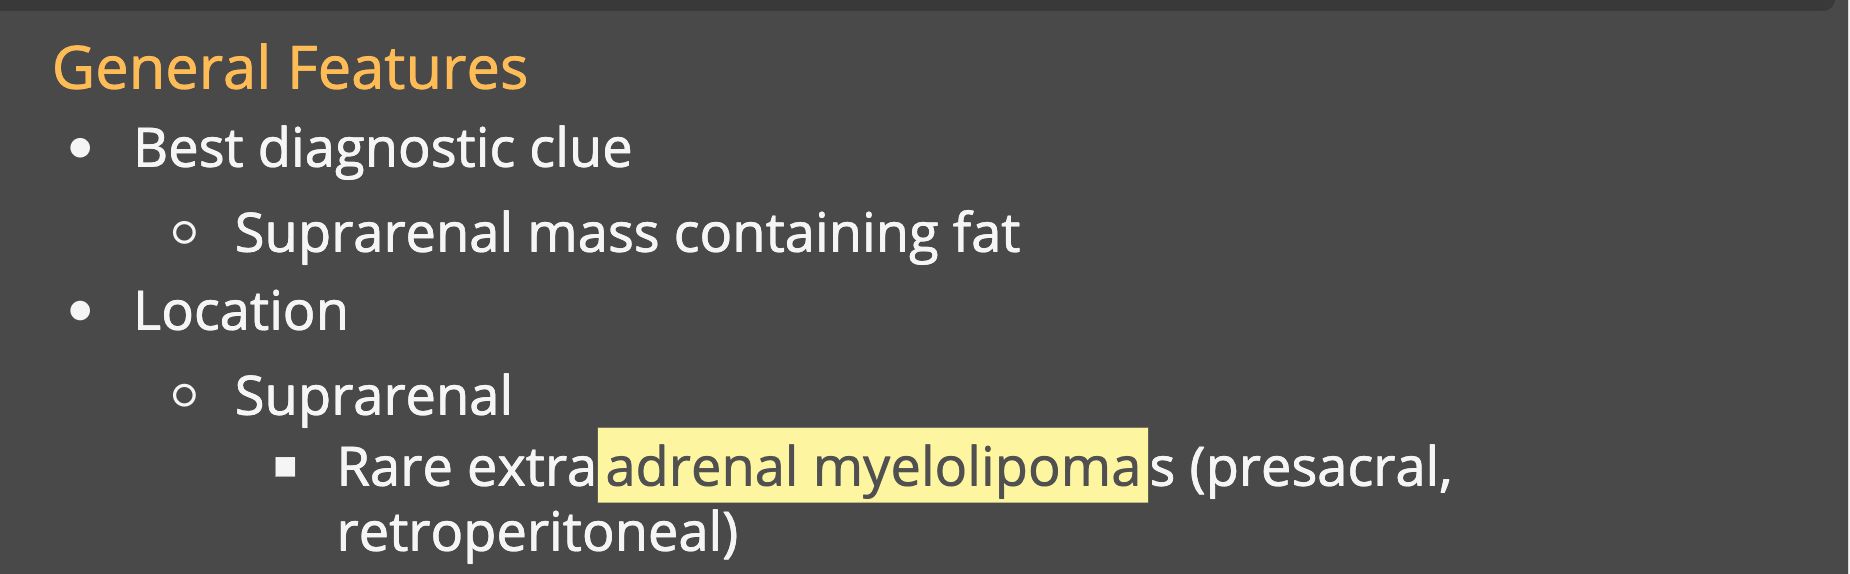 General Features
• Best diagnostic clue
○ Suprarenal mass containing fat
• Location
○ Suprarenal
▪ Rare extraadrenal myelolipomas (presacral,
retroperitoneal)